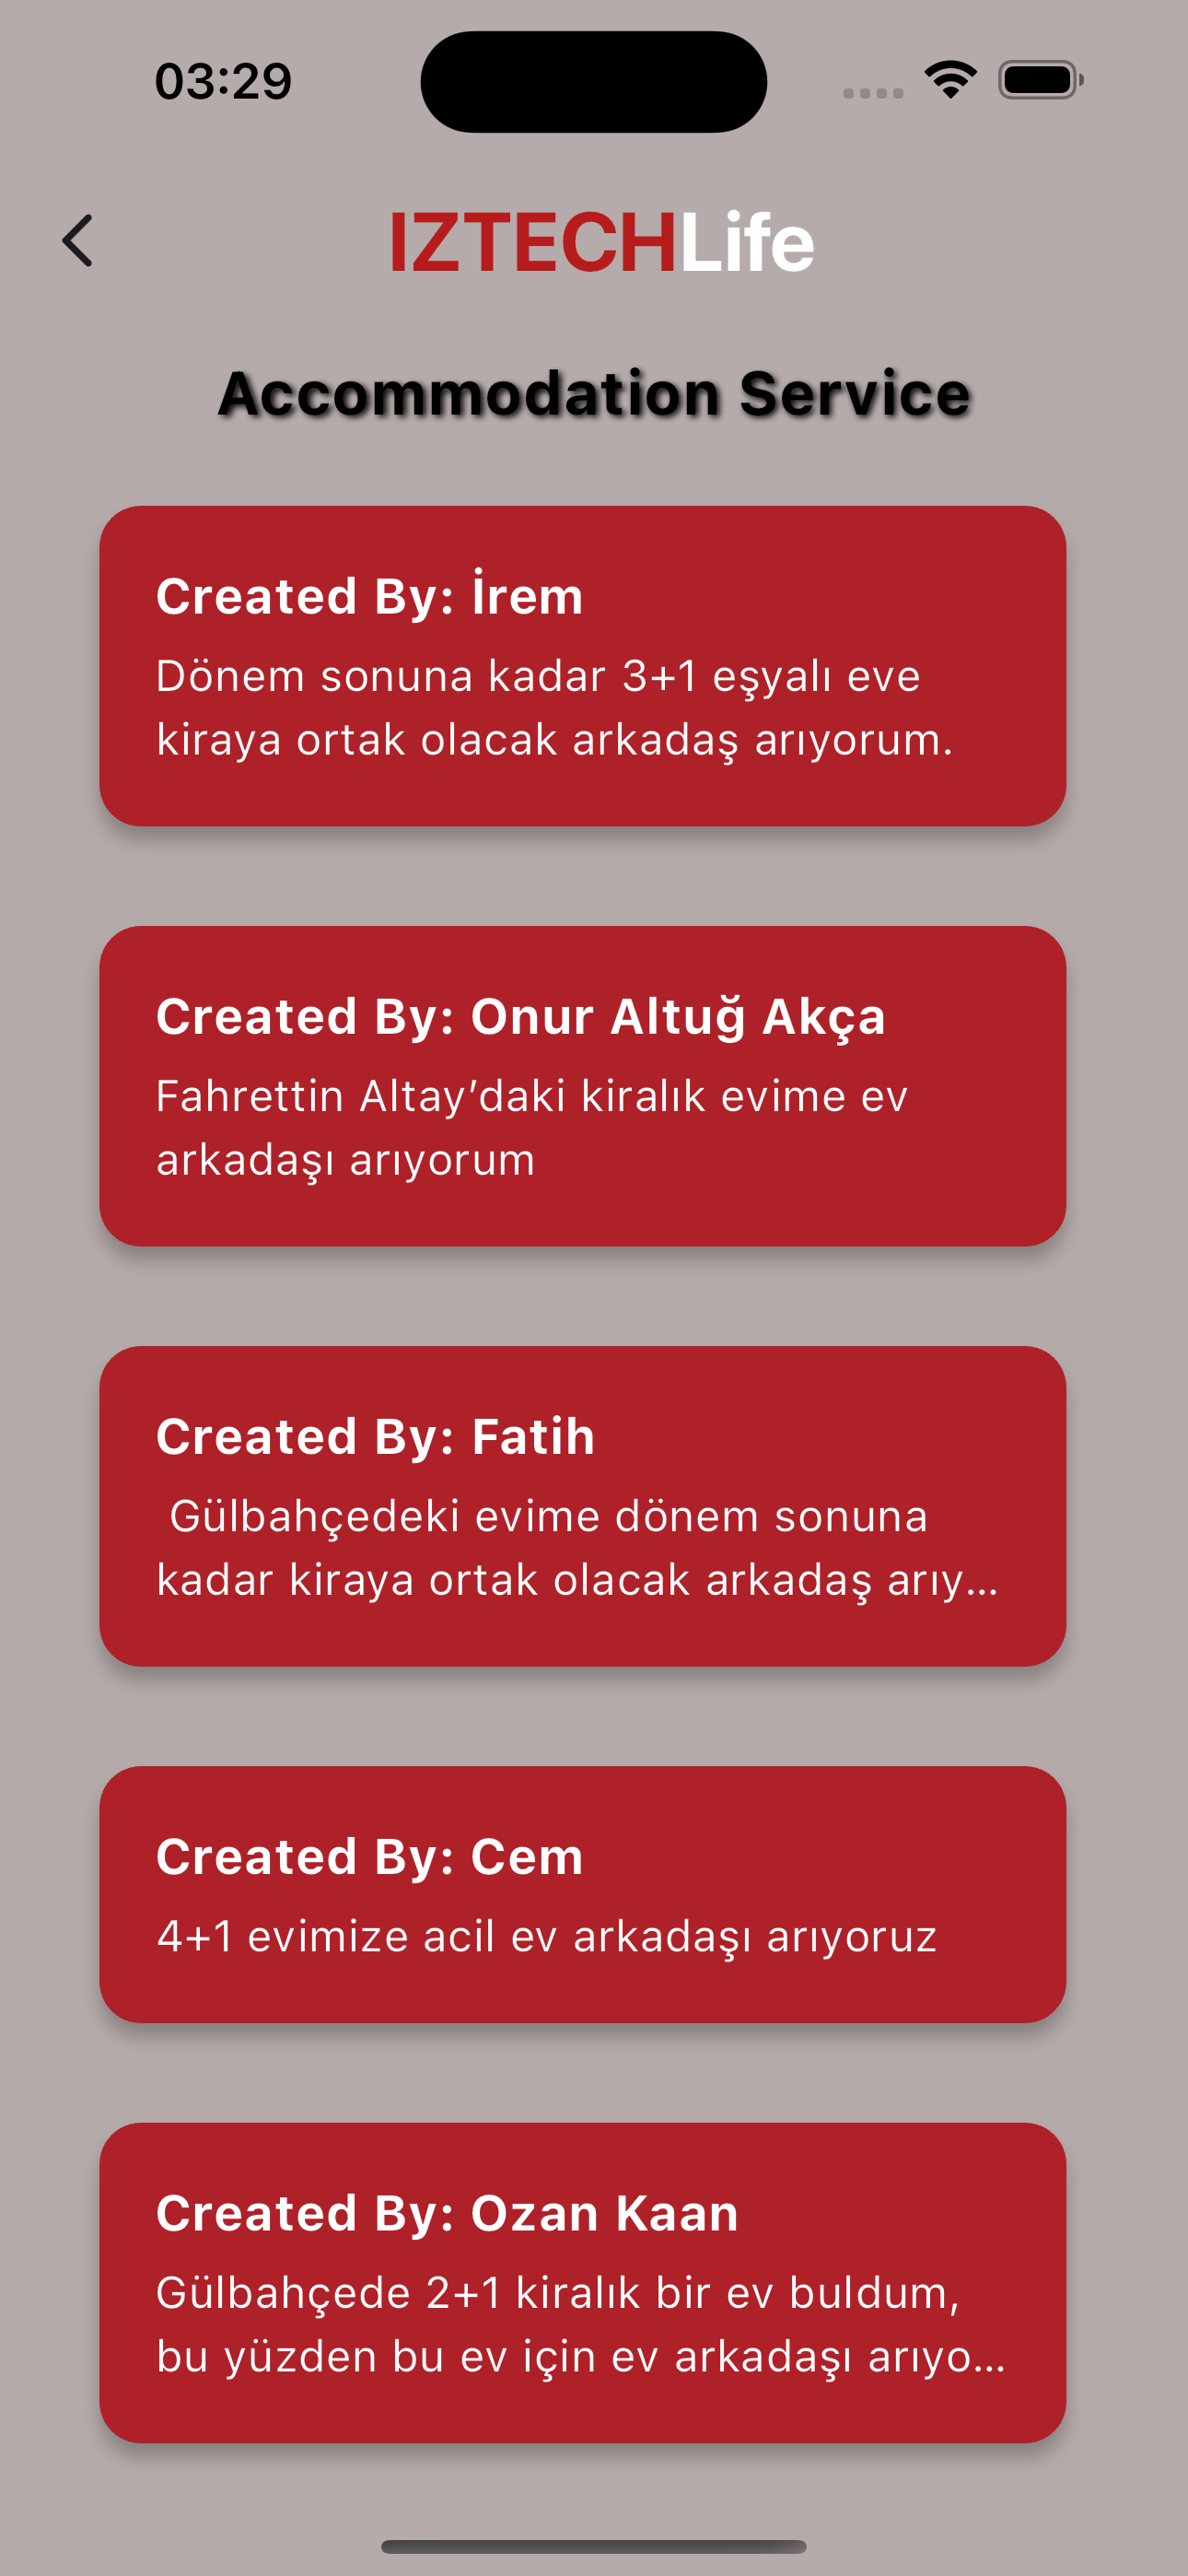 03:29
IZTECHLife
Accommodation Service
Created By: İrem
Dönem sonuna kadar 3+1 eşyalı eve
kiraya ortak olacak arkadaş arıyorum.
Created By: Onur Altuğ Akça
Fahrettin Altay’daki kiralık evime ev
arkadaşı arıyorum
Created By: Fatih
Gülbahçedeki evime dönem sonuna
kadar kiraya ortak olacak arkadaş arıy...
Created By: Cem
4+1 evimize acil ev arkadaşı arıyoruz
Created By: Ozan Kaan
Gülbahçede 2+1 kiralık bir ev buldum,
bu yüzden bu ev için ev arkadaşı arıyo...